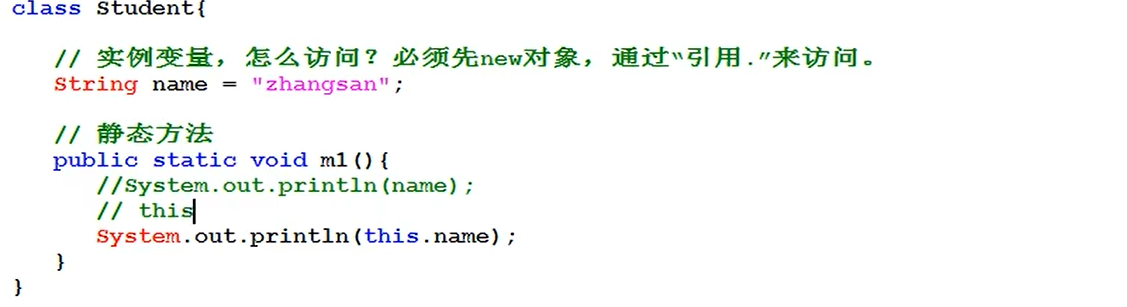 class Student{
// 实例变量，怎么访问？必须先new对象，通过“引用.”来访问。
String name = "zhangsan";
// 静态方法
public static void m1(){
//System.out.println(name);
// this
System.out.println(this.name);
}
}